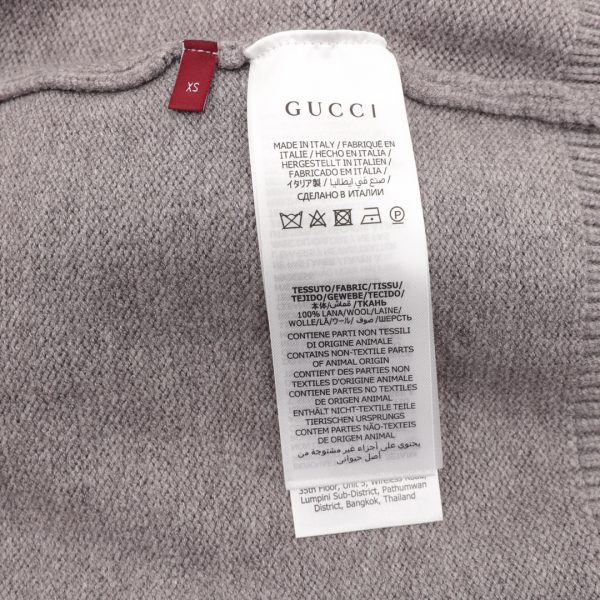 XS
GUCCI
MADE IN ITALY / FABRIQUÉ EN
ITALIE / HECHO EN ITALIA /
HERGESTELLT IN ITALIEN /
FABRICADO EM ITÁLIA /
イタリア製 / صنع في ايطاليا /
СДЕЛАНО В ИТАЛИИ
P
TESSUTO/FABRIC/TISSU/
TEJIDO/GEWEBE/TECIDO/
本体/قماش/ТКАНЬ
100% LANA/WOOL/LAINE/
WOLLE/LÃ/ウール/صوف/ШЕРСТЬ
CONTIENE PARTI NON TESSILI
DI ORIGINE ANIMALE
CONTAINS NON-TEXTILE PARTS
OF ANIMAL ORIGIN
CONTIENT DES PARTIES NON
TEXTILES D'ORIGINE ANIMALE
CONTIENE PARTES NO TEXTILES
DE ORIGEN ANIMAL
ENTHÄLT NICHT-TEXTILE TEILE
TIERISCHEN URSPRUNGS
CONTEM PARTES NÃO-TEXTEIS
DE ORIGEM ANIMAL
يحتوي على أجزاء غير منسوجة من
أصل حيواني
35th Floor, Unit 5, Wireless Road,
Lumpini Sub-District, Pathumwan
District, Bangkok, Thailand